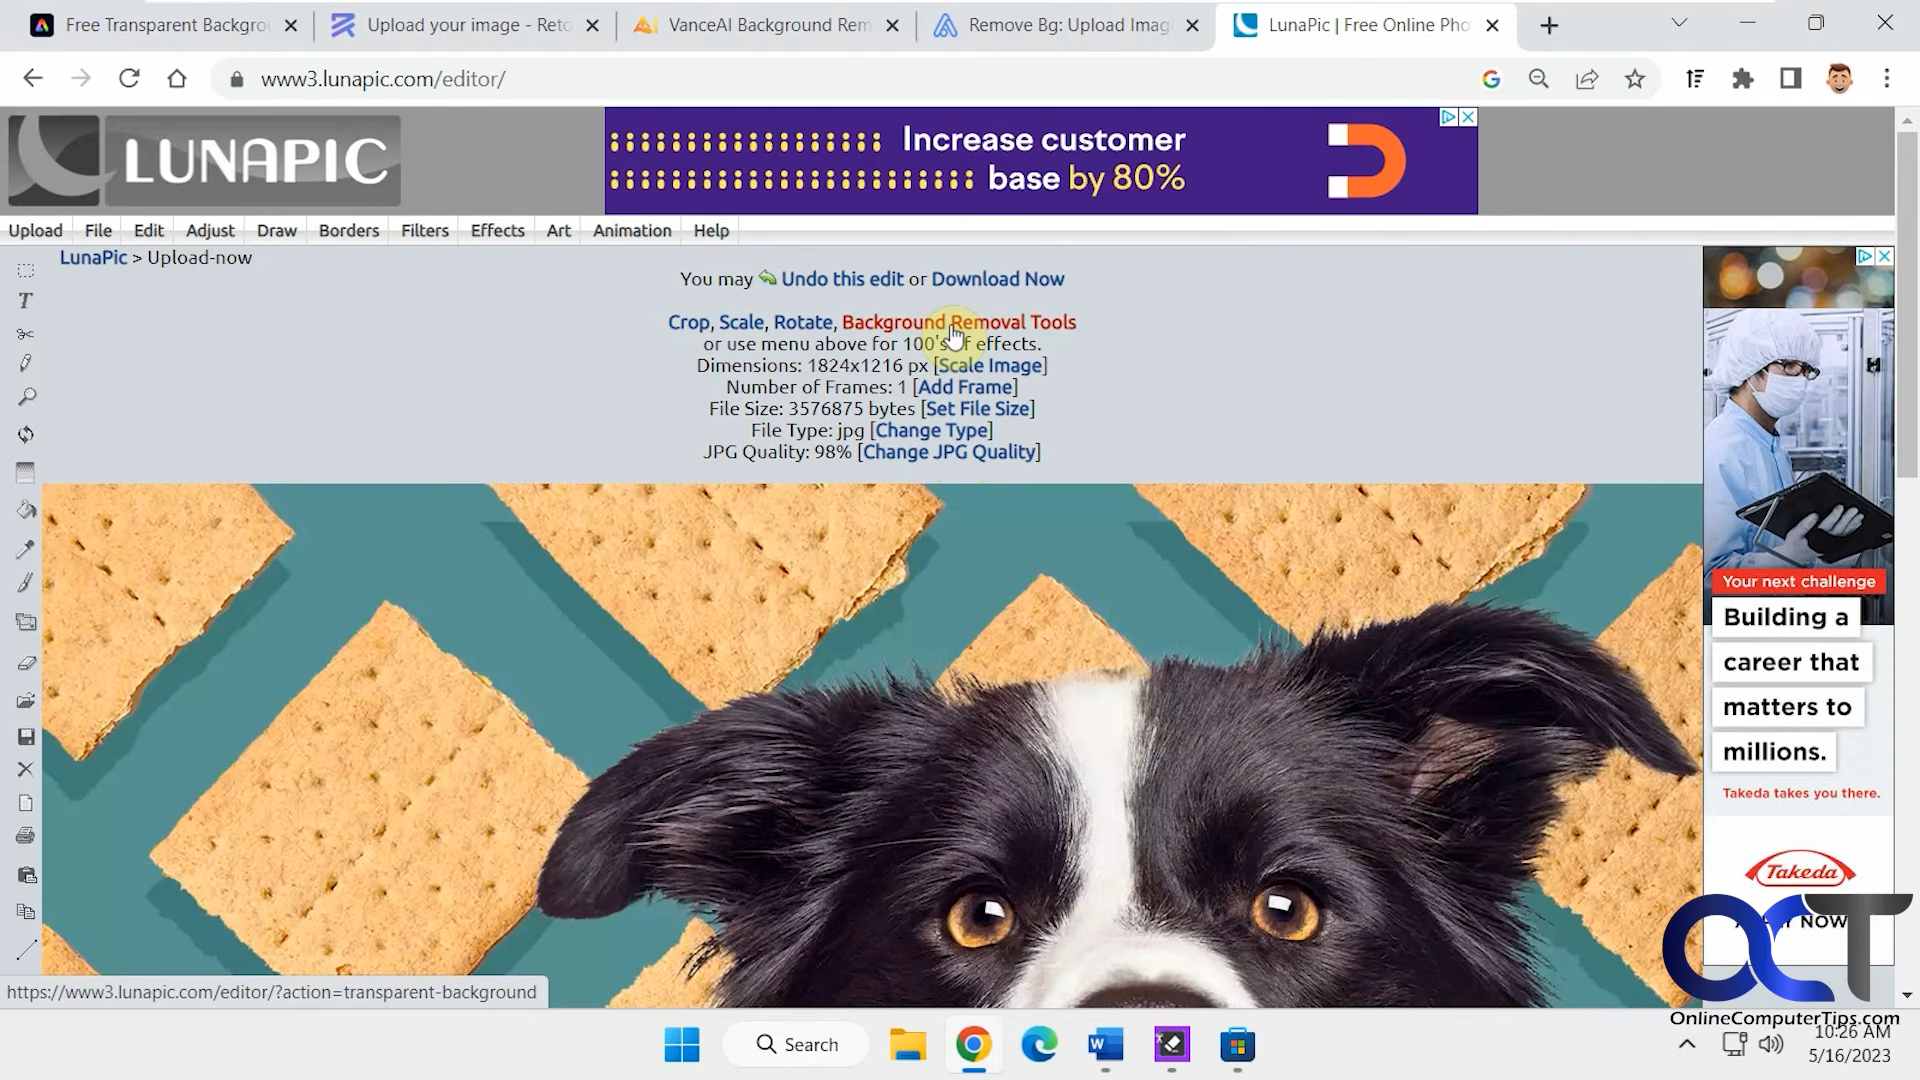 Free Transparent Backgro
Upload your image - Reto
VanceAI Background Rem
Remove Bg: Upload Imag
LunaPic | Free Online Pho
www3.lunapic.com/editor/
LUNAPIC
Increase customer
base by 80%
Upload File Edit Adjust Draw Borders Filters Effects Art Animation Help
LunaPic > Upload-now
You may Undo this edit or Download Now
Crop, Scale, Rotate, Background Removal Tools
or use menu above for 100's of effects.
Dimensions: 1824x1216 px [Scale Image]
Number of Frames: 1 [Add Frame]
File Size: 3576875 bytes [Set File Size]
File Type: jpg [Change Type]
JPG Quality: 98% [Change JPG Quality]
Your next challenge
Building a
career that
matters to
millions.
Takeda takes you there.
Takeda
NOW
OCT
OnlineComputerTips.com
https://www3.lunapic.com/editor/?action=transparent-background
Search
10:26 AM
5/16/2023